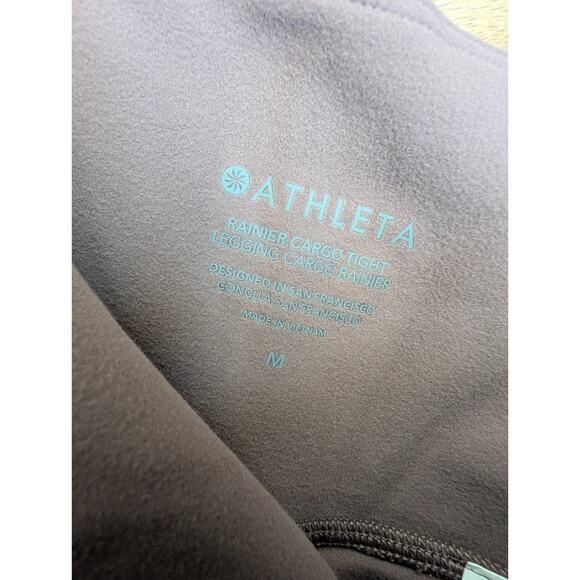 ATHLETA
RAINIER CARGO TIGHT
LEGGING CARGO RAINIER
DESIGNED IN SAN FRANCISCO
CONÇU À SAN FRANCISCO
MADE IN VIETNAM
M